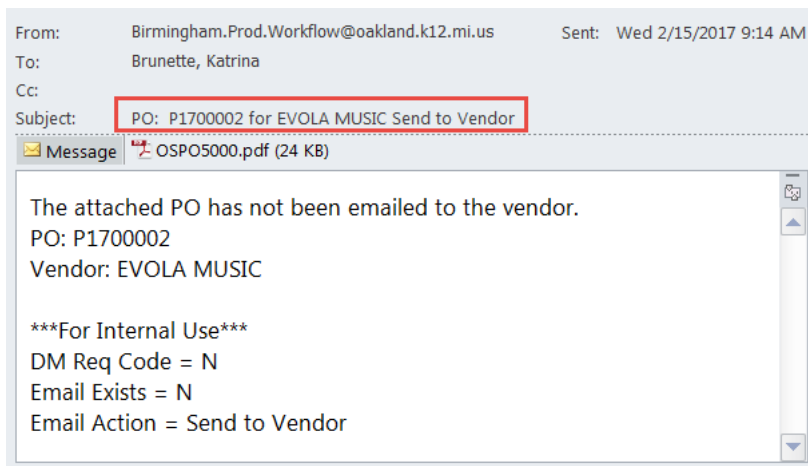 From: Birmingham.Prod.Workflow@oakland.k12.mi.us Sent: Wed 2/15/2017 9:14 AM
To: Brunette, Katrina
Cc:
Subject: PO: P1700002 for EVOLA MUSIC Send to Vendor
Message OSPO5000.pdf (24 KB)
The attached PO has not been emailed to the vendor.
PO: P1700002
Vendor: EVOLA MUSIC
***For Internal Use***
DM Req Code = N
Email Exists = N
Email Action = Send to Vendor